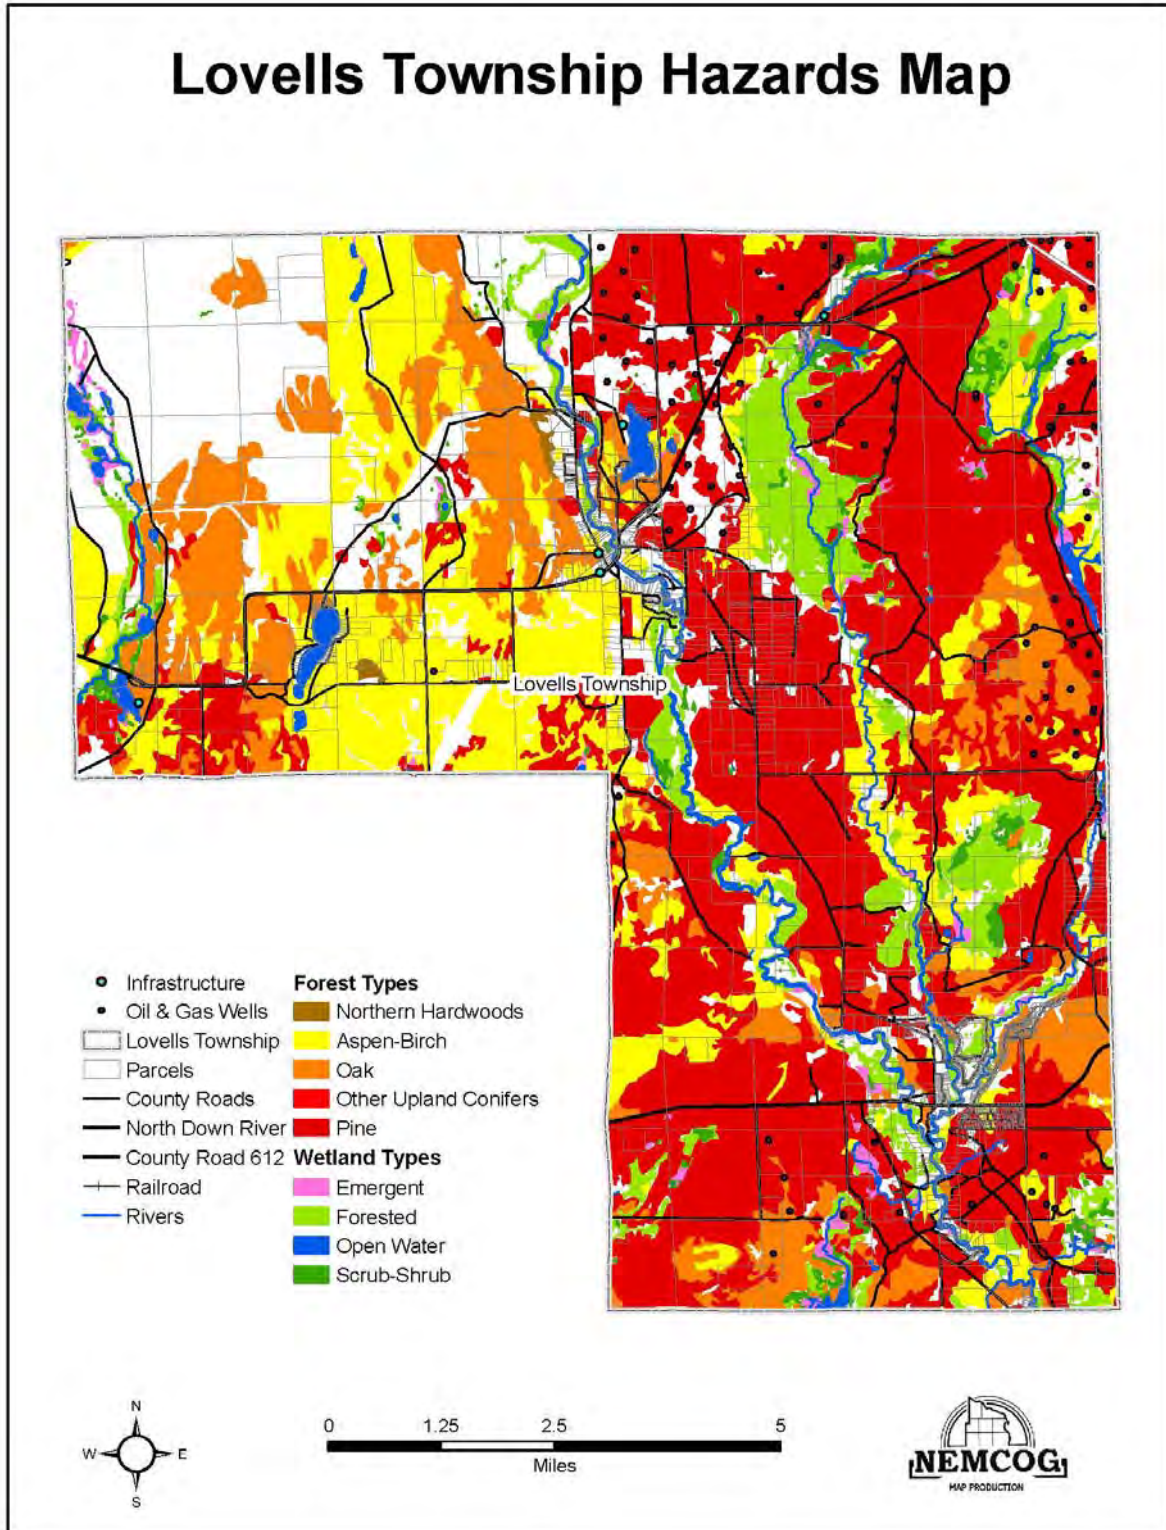 Lovells Township Hazards Map
Lovells Township
Infrastructure
Oil & Gas Wells
Lovells Township
Parcels
County Roads
North Down River
County Road 612
Railroad
Rivers
Forest Types
Northern Hardwoods
Aspen-Birch
Oak
Other Upland Conifers
Pine
Wetland Types
Emergent
Forested
Open Water
Scrub-Shrub
N
W E
S
0 1.25 2.5 5
Miles
NEMCOG
MAP PRODUCTION